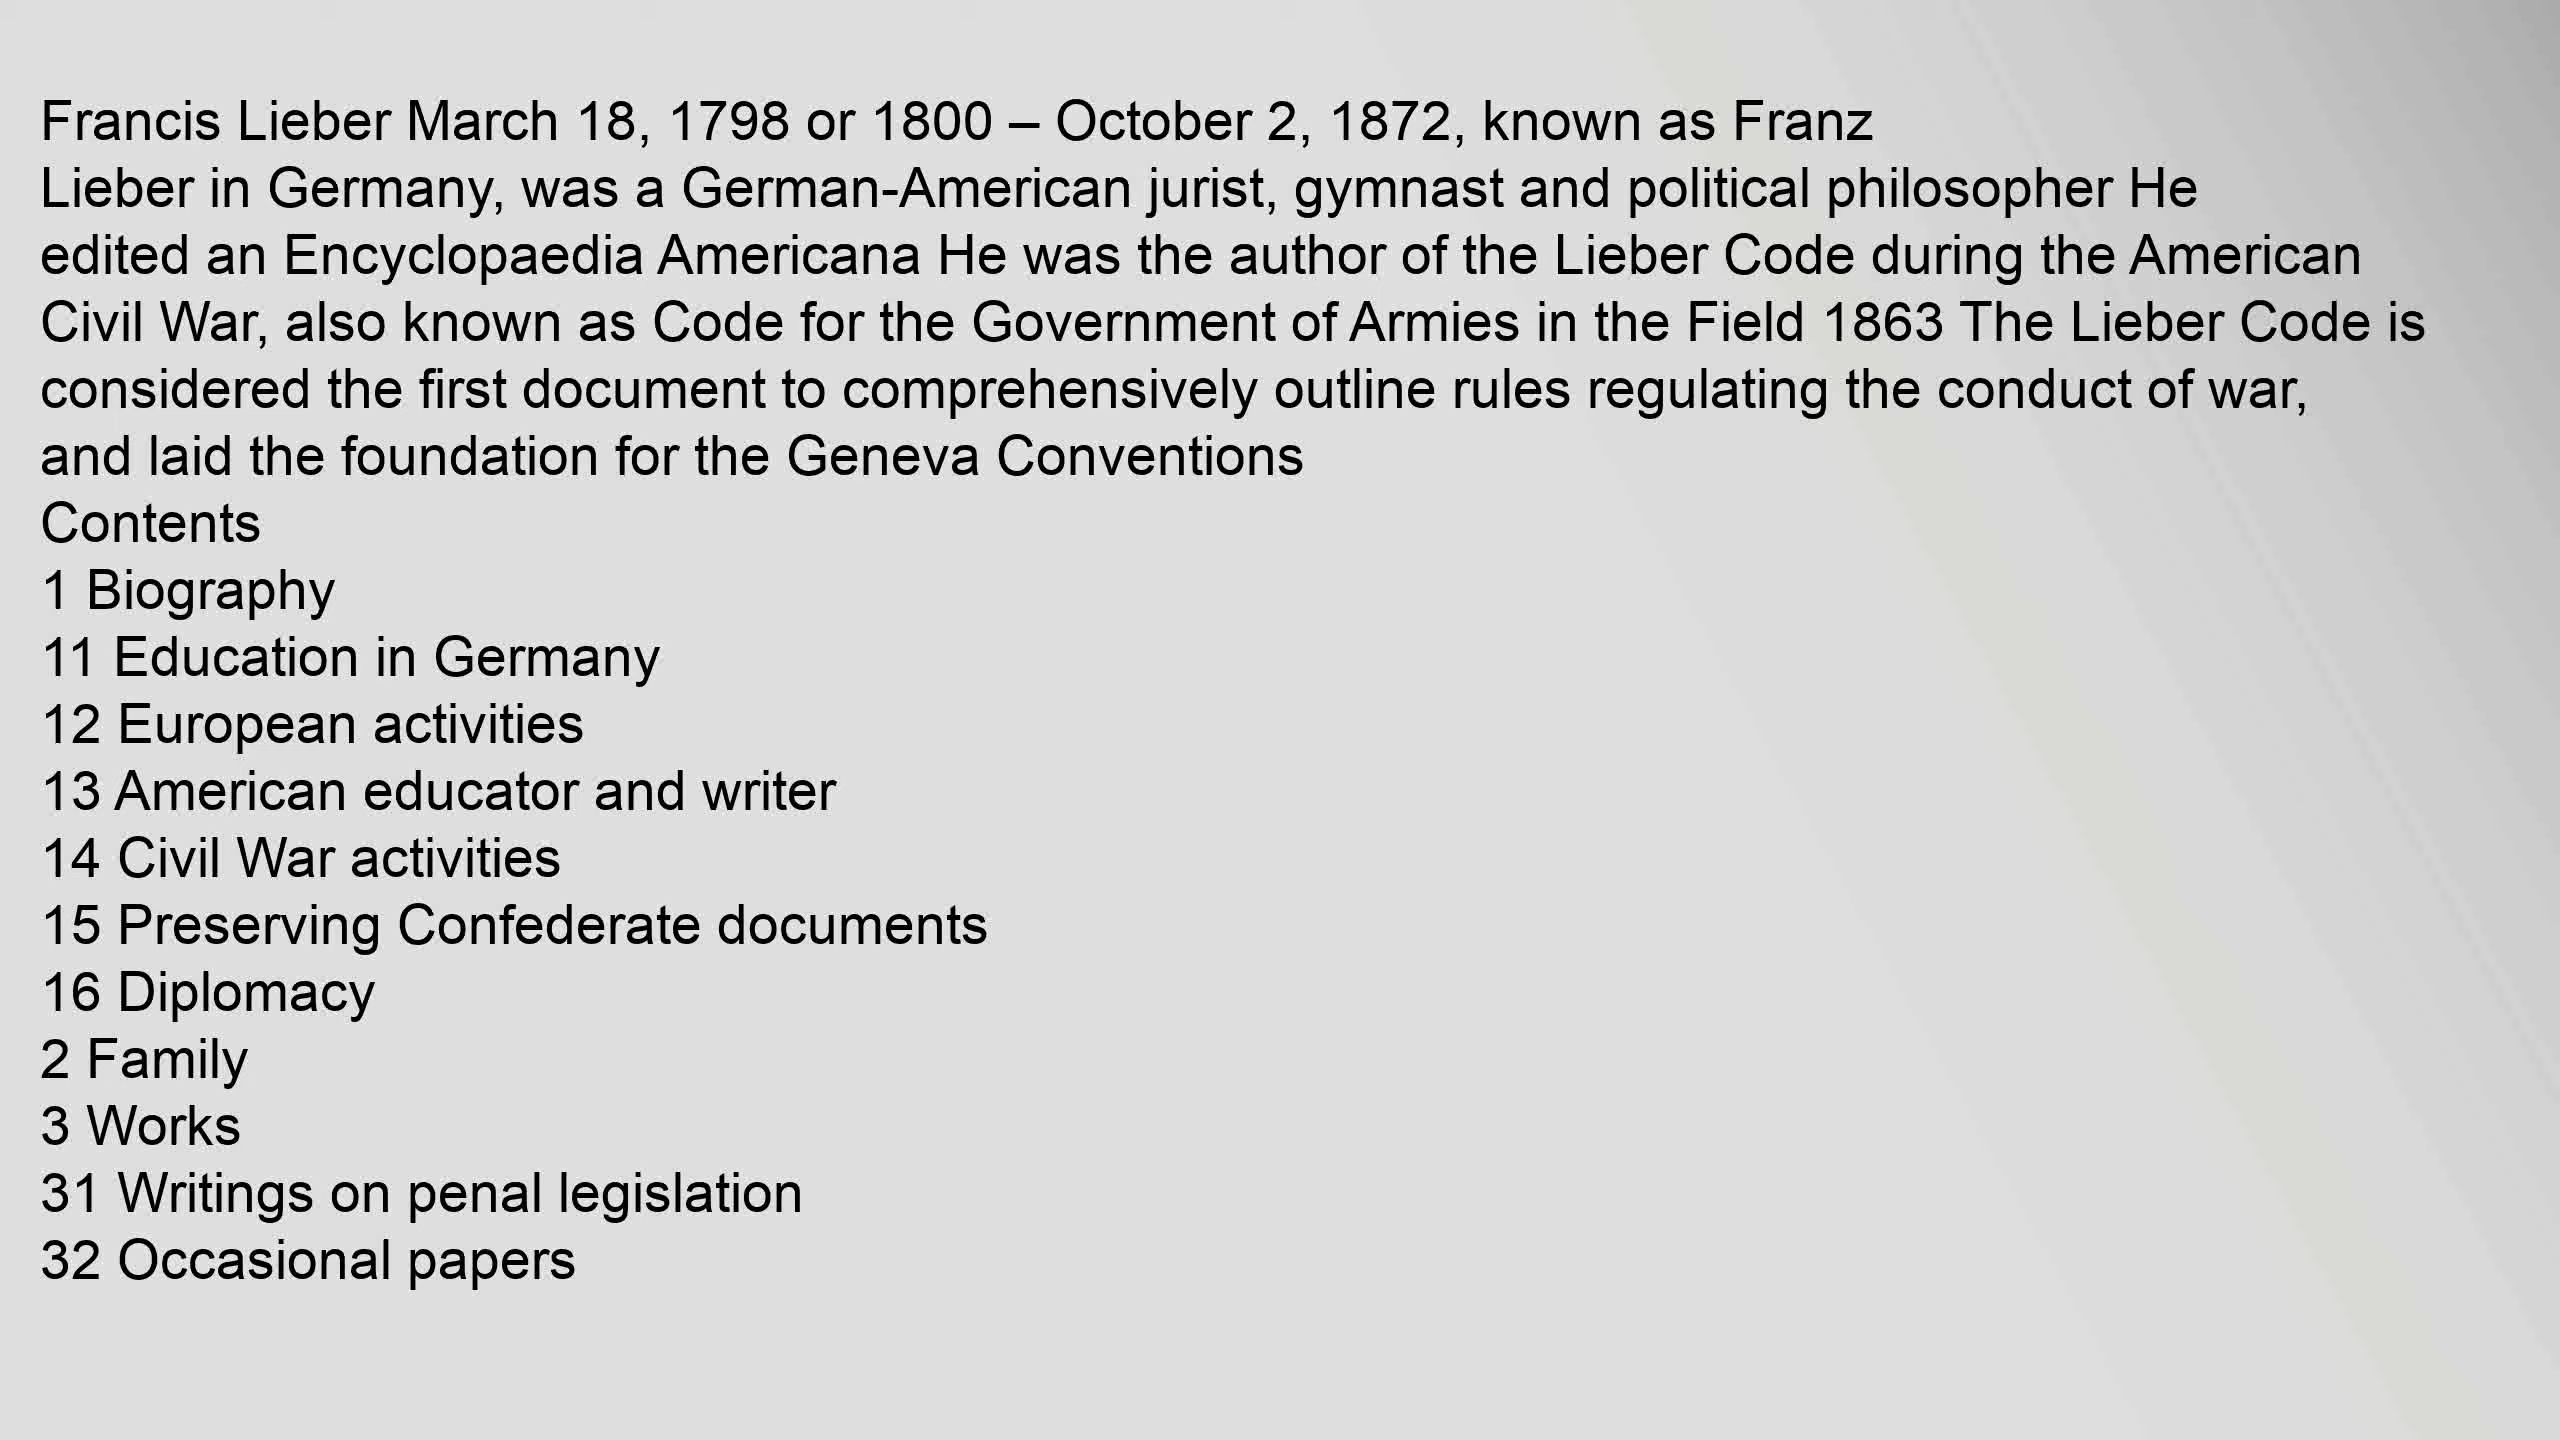 Francis Lieber March 18, 1798 or 1800 – October 2, 1872, known as Franz
Lieber in Germany, was a German-American jurist, gymnast and political philosopher He
edited an Encyclopaedia Americana He was the author of the Lieber Code during the American
Civil War, also known as Code for the Government of Armies in the Field 1863 The Lieber Code is
considered the first document to comprehensively outline rules regulating the conduct of war,
and laid the foundation for the Geneva Conventions
Contents
1 Biography
11 Education in Germany
12 European activities
13 American educator and writer
14 Civil War activities
15 Preserving Confederate documents
16 Diplomacy
2 Family
3 Works
31 Writings on penal legislation
32 Occasional papers